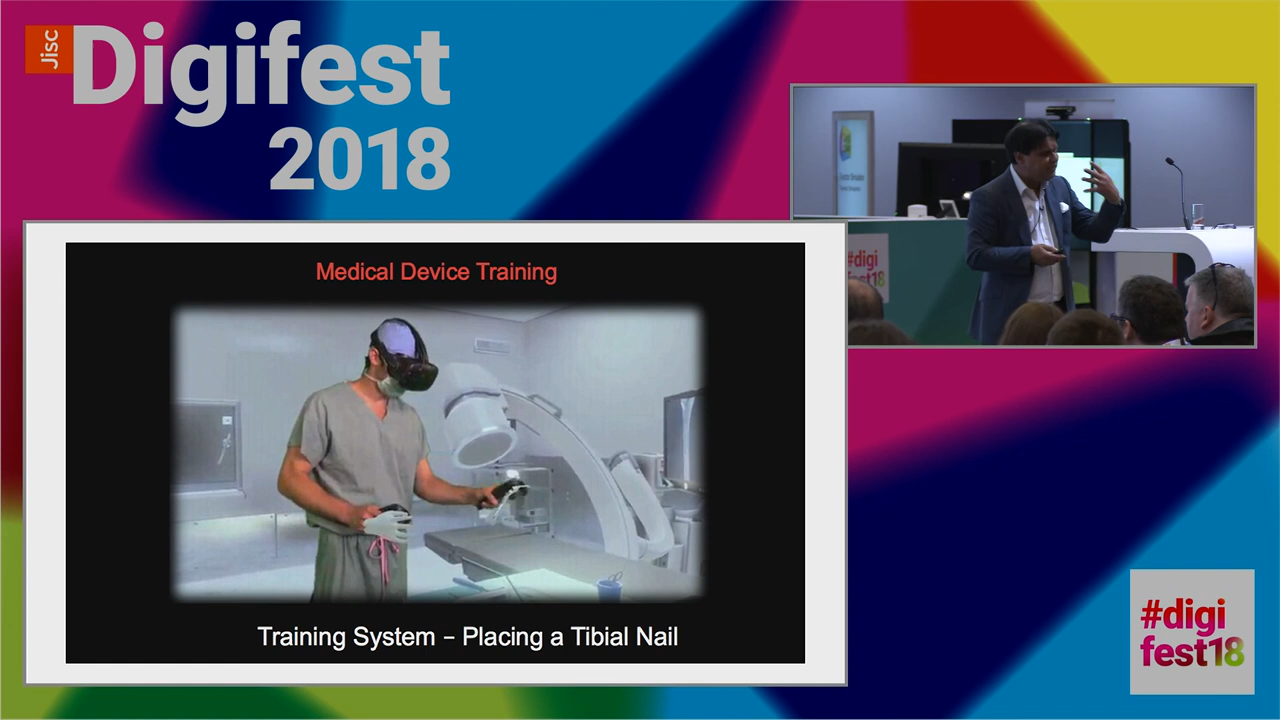 Jisc
Digifest
2018
Medical Device Training
Training System – Placing a Tibial Nail
#digi
fest18
#digi
fest18